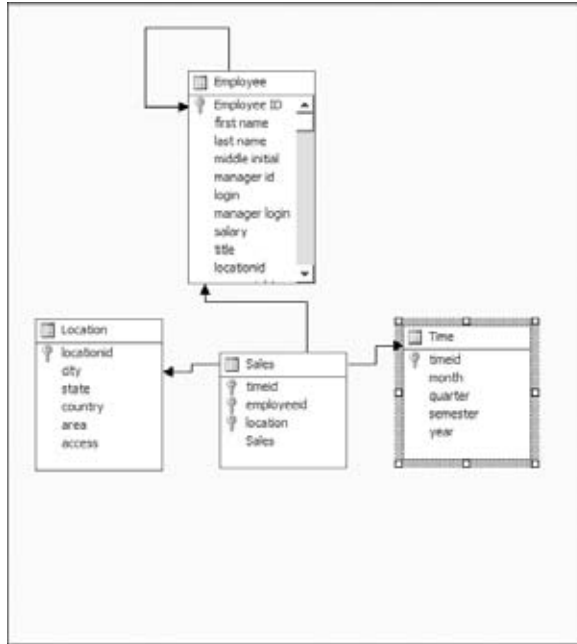 Employee
Employee ID
first name
last name
middle initial
manager id
login
manager login
salary
title
locationid
Location
locationid
city
state
country
area
access
Sales
timeid
employeeid
location
Sales
Time
timeid
month
quarter
semester
year